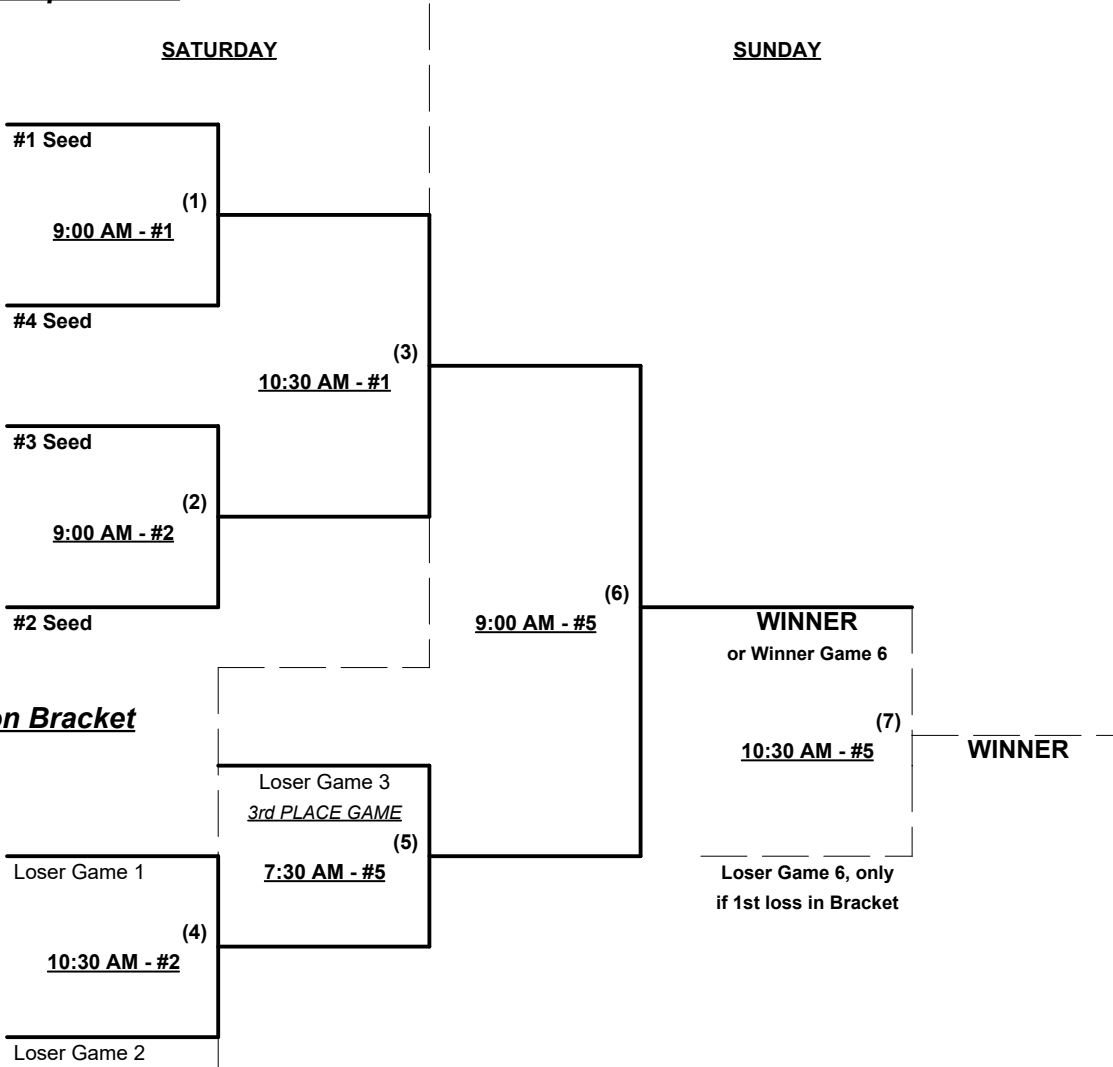 SATURDAY
SUNDAY
#1 Seed
(1)
9:00 AM - #1
#4 Seed
(3)
10:30 AM - #1
#3 Seed
(2)
9:00 AM - #2
#2 Seed
(6)
9:00 AM - #5
WINNER
or Winner Game 6
on Bracket
(7)
10:30 AM - #5
WINNER
Loser Game 3
3rd PLACE GAME
(5)
7:30 AM - #5
Loser Game 1
Loser Game 6, only
if 1st loss in Bracket
(4)
10:30 AM - #2
Loser Game 2